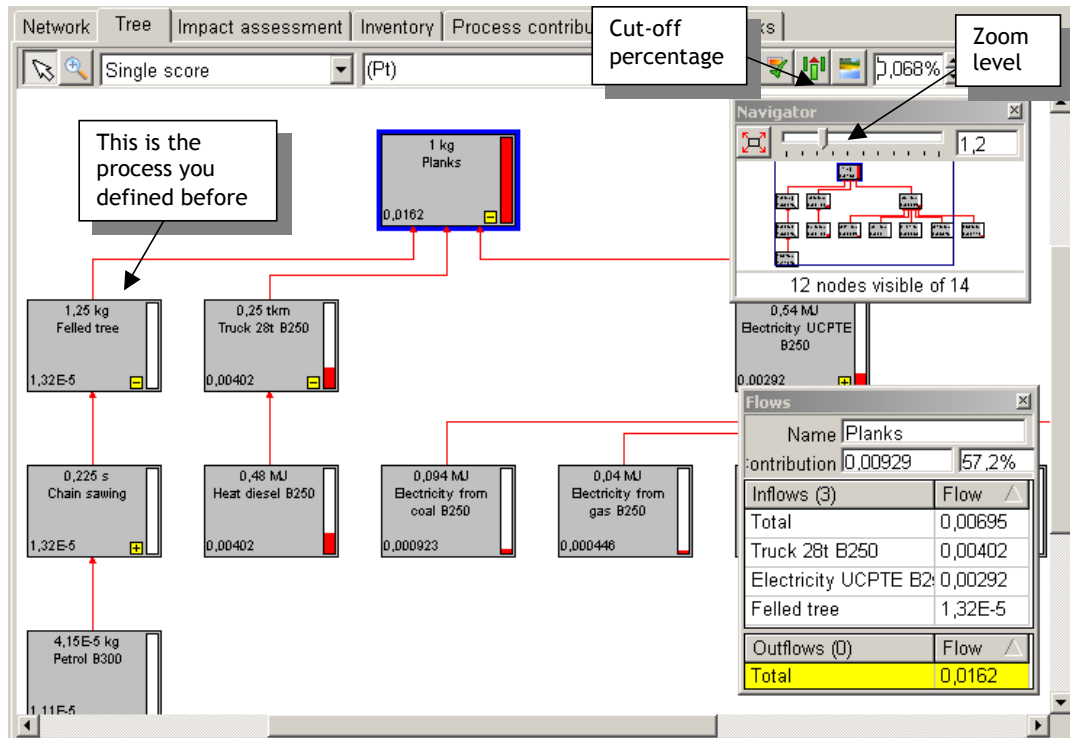 Network Tree Impact assessment Inventory Process contribu ks
Cut-off
percentage
Zoom
level
Single score (Pt) 0,068%
This is the
process you
defined before
Navigator
1,2
12 nodes visible of 14
1 kg
Planks
0,0162
1,25 kg
Felled tree
1,32E-5
0,25 tkm
Truck 28t B250
0,00402
0,54 MJ
Electricity UCPTE
B250
0,00292
0,225 s
Chain sawing
1,32E-5
0,48 MJ
Heat diesel B250
0,00402
0,094 MJ
Electricity from
coal B250
0,000923
0,04 MJ
Electricity from
gas B250
0,000446
4,15E-5 kg
Petrol B300
1,11E-5
Flows
Name Planks
ontribution 0,00929 57,2%
Inflows (3) Flow
Total 0,00695
Truck 28t B250 0,00402
Electricity UCPTE B2 0,00292
Felled tree 1,32E-5
Outflows (0) Flow
Total 0,0162